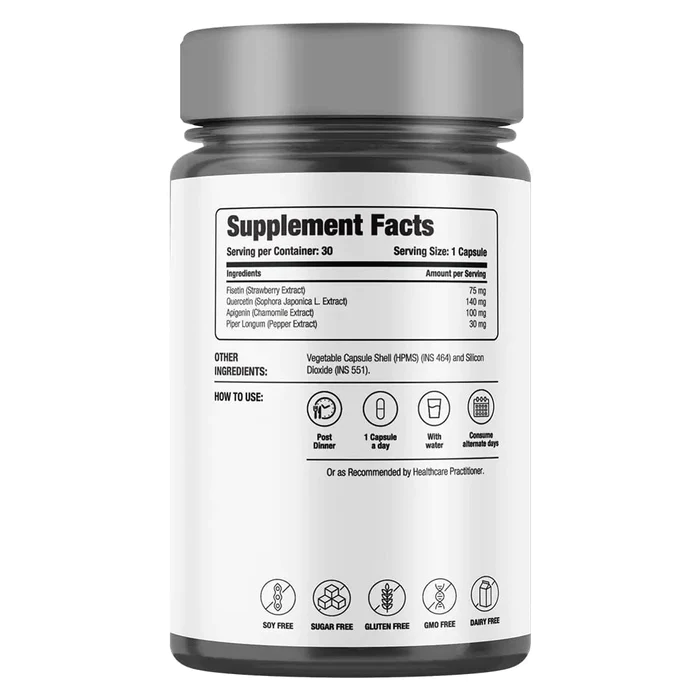 Supplement Facts
Serving per Container: 30 Serving Size: 1 Capsule
Ingredients Amount per Serving
Fisetin (Strawberry Extract) 75 mg
Quercetin (Sophora Japonica L. Extract) 140 mg
Apigenin (Chamomile Extract) 100 mg
Piper Longum (Pepper Extract) 30 mg
OTHER INGREDIENTS: Vegetable Capsule Shell (HPMS) (INS 464) and Silicon
Dioxide (INS 551).
HOW TO USE:
Post Dinner
1 Capsule a day
With water
Consume alternate days
Or as Recommended by Healthcare Practitioner.
SOY FREE SUGAR FREE GLUTEN FREE GMO FREE DAIRY FREE